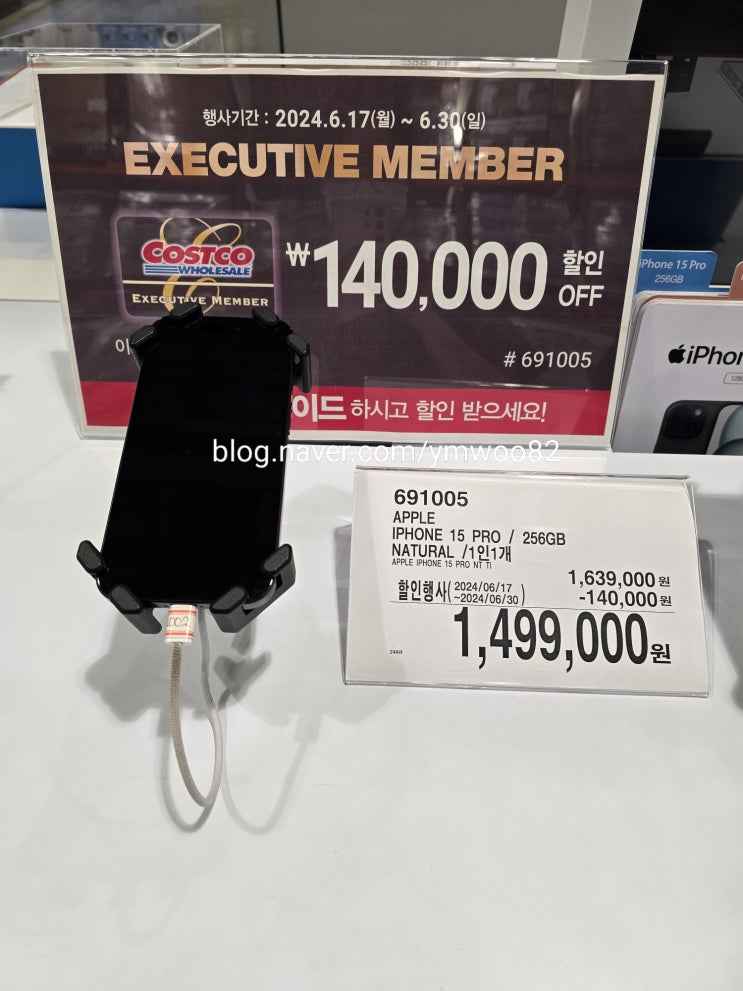 행사기간 : 2024.6.17(월) ~ 6.30(일)
EXECUTIVE MEMBER
COSTCO
WHOLESALE
EXECUTIVE MEMBER
₩140,000 할인
OFF
# 691005
하시고 할인 받으세요!
blog.naver.com/ymwoo82
iPhone 15 Pro
256GB
691005
APPLE
IPHONE 15 PRO / 256GB
NATURAL /1인1개
APPLE IPHONE 15 PRO NT TI
1,639,000원
할인행사( 2024/06/17
~2024/06/30 ) -140,000원
1,499,000원
24AR